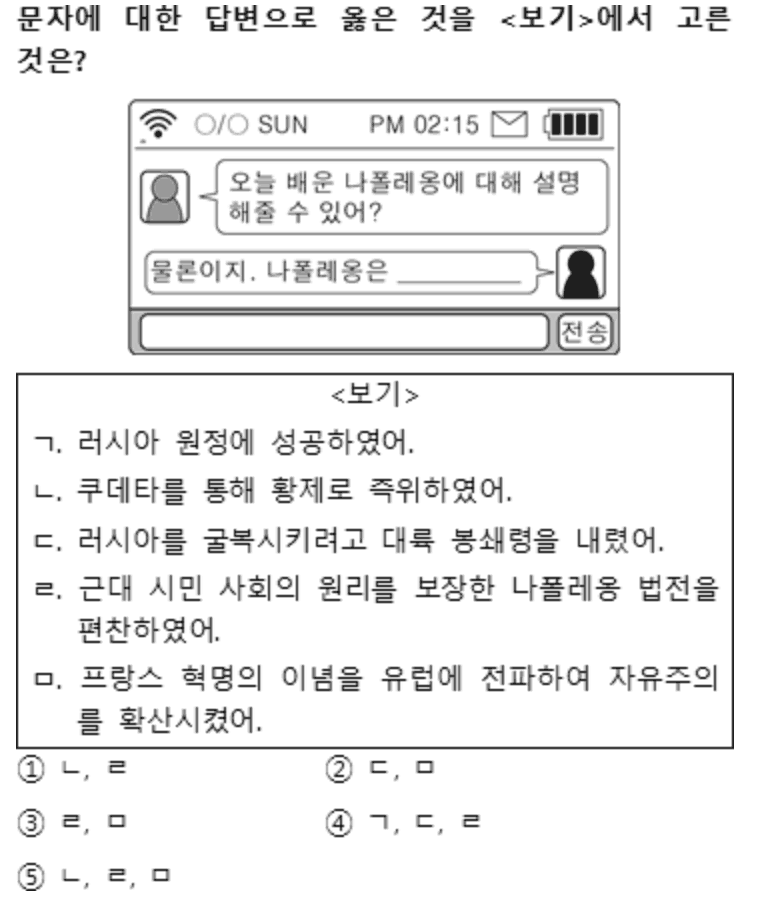 문자에 대한 답변으로 옳은 것을 <보기>에서 고른
것은?
○/○ SUN PM 02:15
오늘 배운 나폴레옹에 대해 설명
해줄 수 있어?
물론이지. 나폴레옹은 __________
전송
<보기>
ㄱ. 러시아 원정에 성공하였어.
ㄴ. 쿠데타를 통해 황제로 즉위하였어.
ㄷ. 러시아를 굴복시키려고 대륙 봉쇄령을 내렸어.
ㄹ. 근대 시민 사회의 원리를 보장한 나폴레옹 법전을
편찬하였어.
ㅁ. 프랑스 혁명의 이념을 유럽에 전파하여 자유주의
를 확산시켰어.
① ㄴ, ㄹ ② ㄷ, ㅁ
③ ㄹ, ㅁ ④ ㄱ, ㄷ, ㄹ
⑤ ㄴ, ㄹ, ㅁ